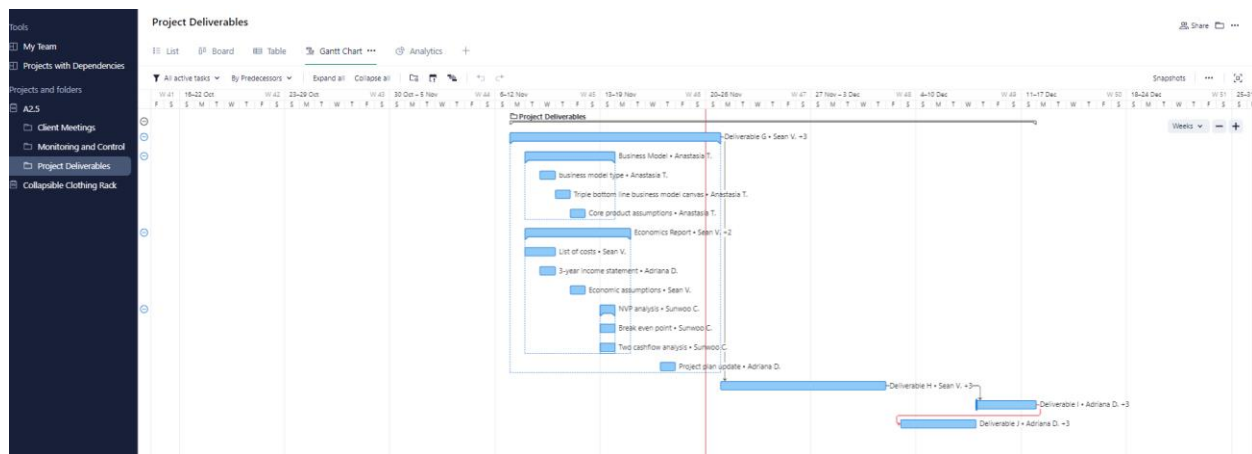 Project Deliverables
Share
Tools
My Team
Projects with Dependencies
Projects and folders
A2.5
Client Meetings
Monitoring and Control
Project Deliverables
Collapsible Clothing Rack
List Board Table Gantt Chart Analytics
All active tasks By Predecessors Expand all Collapse all Snapshots
W 41 16–22 Oct W 42 23–29 Oct W 43 30 Oct – 5 Nov W 44 6–12 Nov W 45 13–19 Nov W 46 20–26 Nov W 47 27 Nov – 3 Dec W 48 4–10 Dec W 49 11–17 Dec W 50 18–24 Dec W 51
F S S M T W T F S S M T W T F S S M T W T F S S M T W T F S S M T W T F S S M T W T F S S M T W T F S S M T W T F S S M T W T F S S M T W T F S S
Weeks
Project Deliverables
Deliverable G • Sean V. +3
Business Model • Anastasia T.
business model type • Anastasia T.
Triple bottom line business model canvas • Anastasia T.
Core product assumptions • Anastasia T.
Economics Report • Sean V. +2
List of costs • Sean V.
3-year income statement • Adriana D.
Economic assumptions • Sean V.
NVP analysis • Sunwoo C.
Break even point • Sunwoo C.
Two cashflow analysis • Sunwoo C.
Project plan update • Adriana D.
Deliverable H • Sean V. +3
Deliverable I • Adriana D. +3
Deliverable J • Adriana D. +3